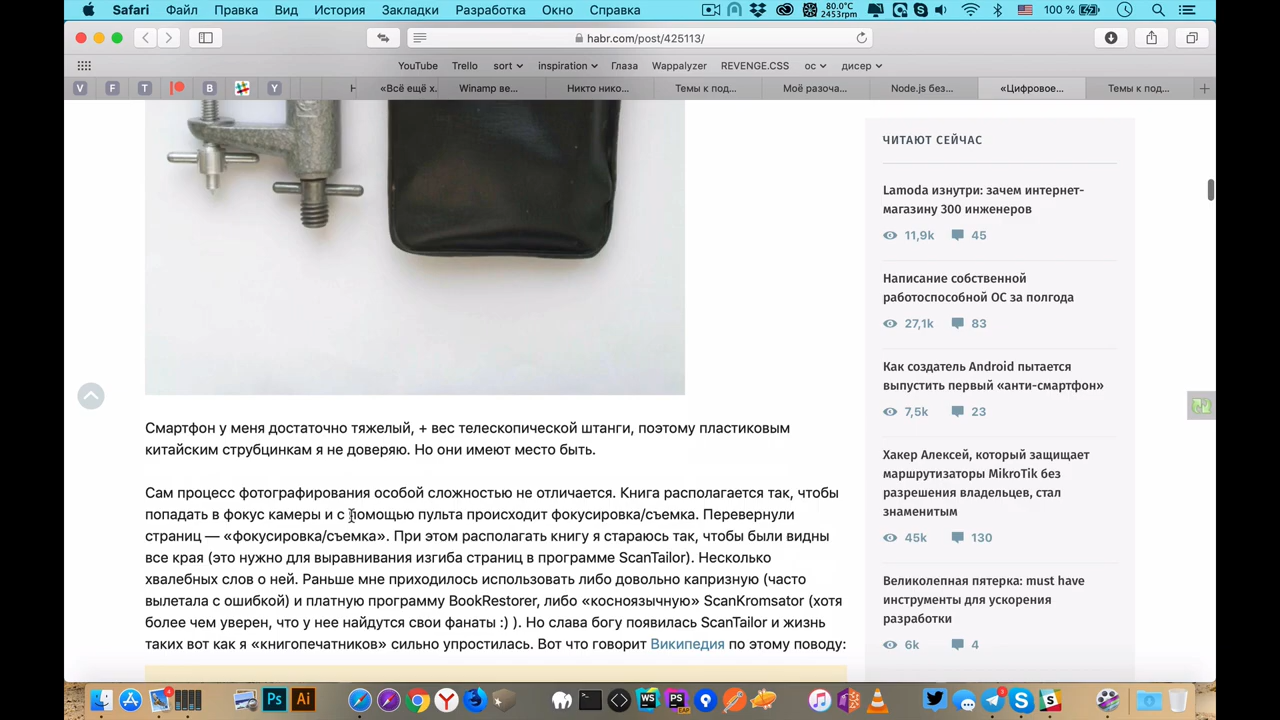 Safari Файл Правка Вид История Закладки Разработка Окно Справка
80.0°C
2453rpm
100 %
habr.com/post/425113/
YouTube Trello sort inspiration Глаза Wappalyzer REVENGE.CSS ос дисер
V F T B Y «Всё ещё х. Winamp ве... Никто нико... Темы к под... Моё разоча... Node.js без... «Цифровое... Темы к под...
Смартфон у меня достаточно тяжелый, + вес телескопической штанги, поэтому пластиковым
китайским струбцинкам я не доверяю. Но они имеют место быть.
Сам процесс фотографирования особой сложностью не отличается. Книга располагается так, чтобы
попадать в фокус камеры и с помощью пульта происходит фокусировка/съемка. Перевернули
страниц — «фокусировка/съемка». При этом располагать книгу я стараюсь так, чтобы были видны
все края (это нужно для выравнивания изгиба страниц в программе ScanTailor). Несколько
хвалебных слов о ней. Раньше мне приходилось использовать либо довольно капризную (часто
вылетала с ошибкой) и платную программу BookRestorer, либо «косноязычную» ScanKromsator (хотя
более чем уверен, что у нее найдутся свои фанаты :) ). Но слава богу появилась ScanTailor и жизнь
таких вот как я «книгопечатников» сильно упростилась. Вот что говорит Википедия по этому поводу:
ЧИТАЮТ СЕЙЧАС
Lamoda изнутри: зачем интернет-
магазину 300 инженеров
11,9k 45
Написание собственной
работоспособной ОС за полгода
27,1k 83
Как создатель Android пытается
выпустить первый «анти-смартфон»
7,5k 23
Хакер Алексей, который защищает
маршрутизаторы MikroTik без
разрешения владельцев, стал
знаменитым
45k 130
Великолепная пятерка: must have
инструменты для ускорения
разработки
6k 4
Ps Ai WS PS